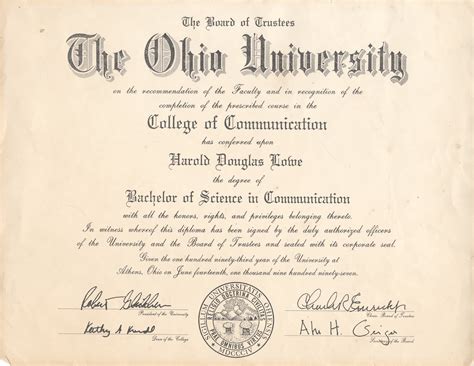 The Board of Trustees
The Ohio University
on the recommendation of the Faculty and in recognition of the
completion of the prescribed course in the
College of Communication
has conferred upon
Harold Douglas Lowe
the degree of
Bachelor of Science in Communication
with all the honors, rights, and privileges belonging thereto.
In witness whereof this diploma has been signed by the duly authorized officers
of the University and the Board of Trustees and sealed with its corporate seal.
Given the one hundred ninety-third year of the University at
Athens, Ohio on June fourteenth, one thousand nine hundred ninety-seven.
Robert
President of the University
Charles R
Chair, Board of Trustees
Kathy A
Dean of the College
Alan H. Geiger
Secretary of the Board
MDCCCIV